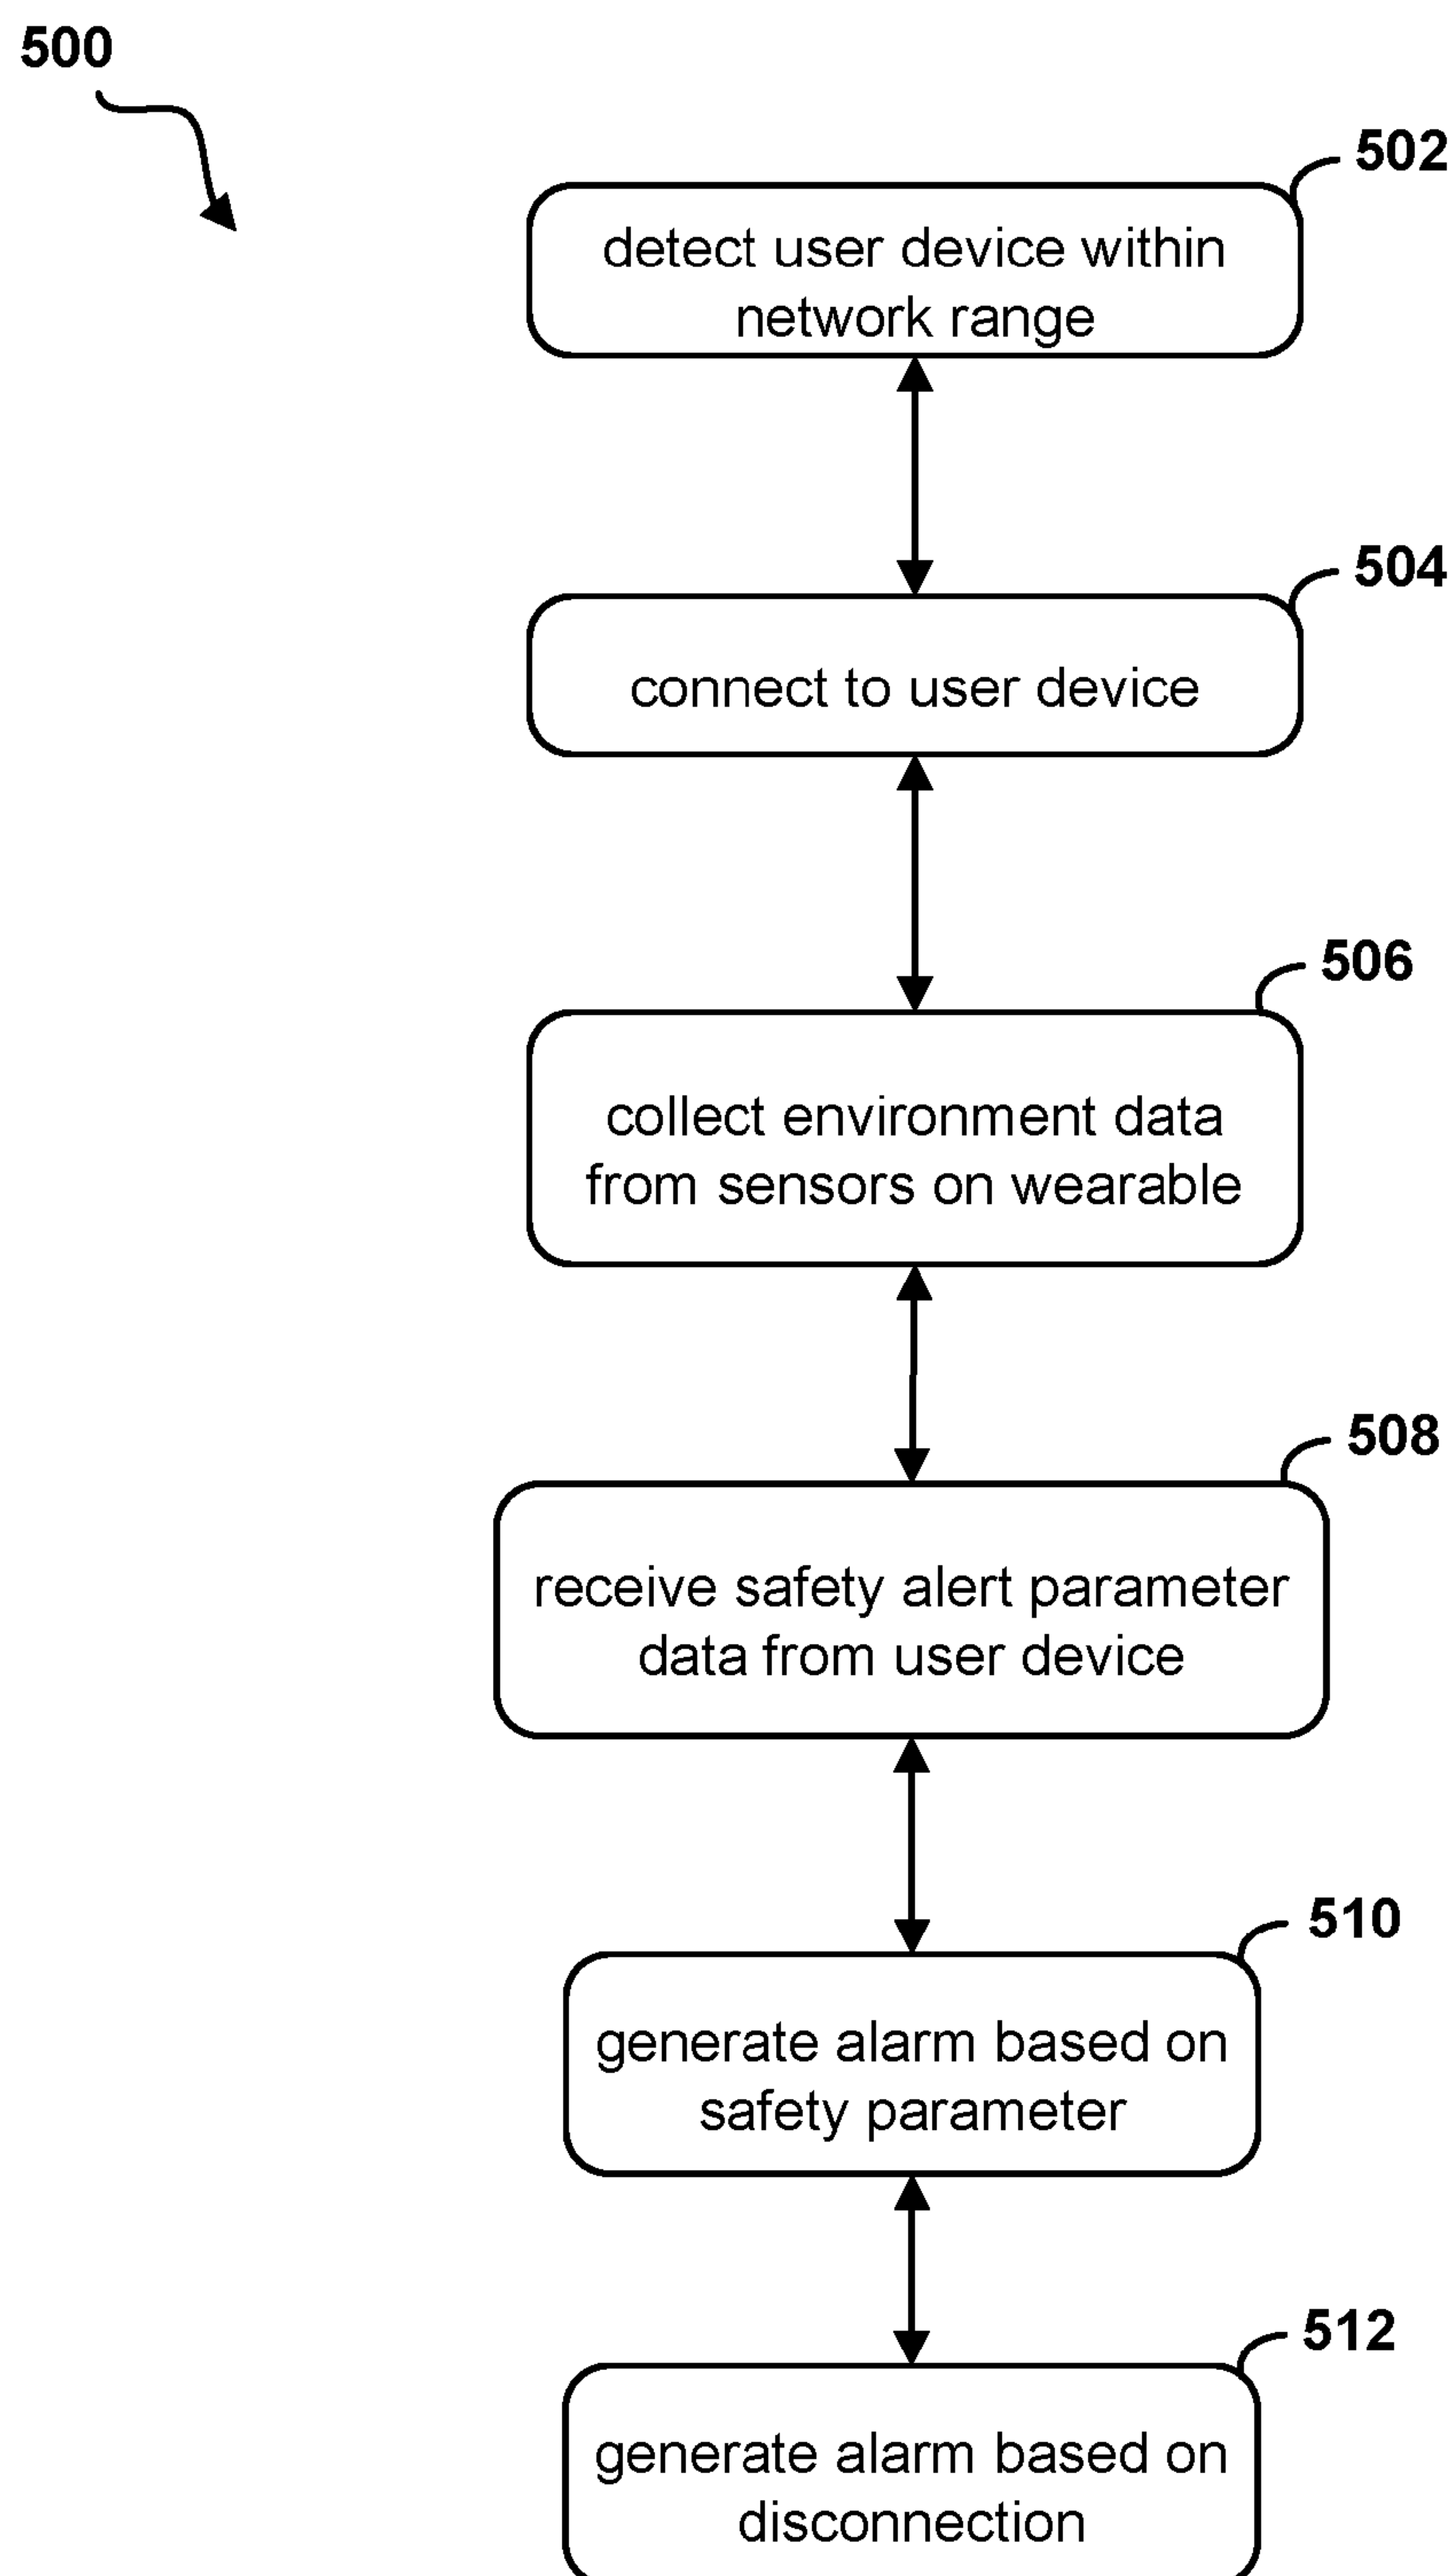 500
502
detect user device within
network range
504
connect to user device
506
collect environment data
from sensors on wearable
508
receive safety alert parameter
data from user device
510
generate alarm based on
safety parameter
512
generate alarm based on
disconnection